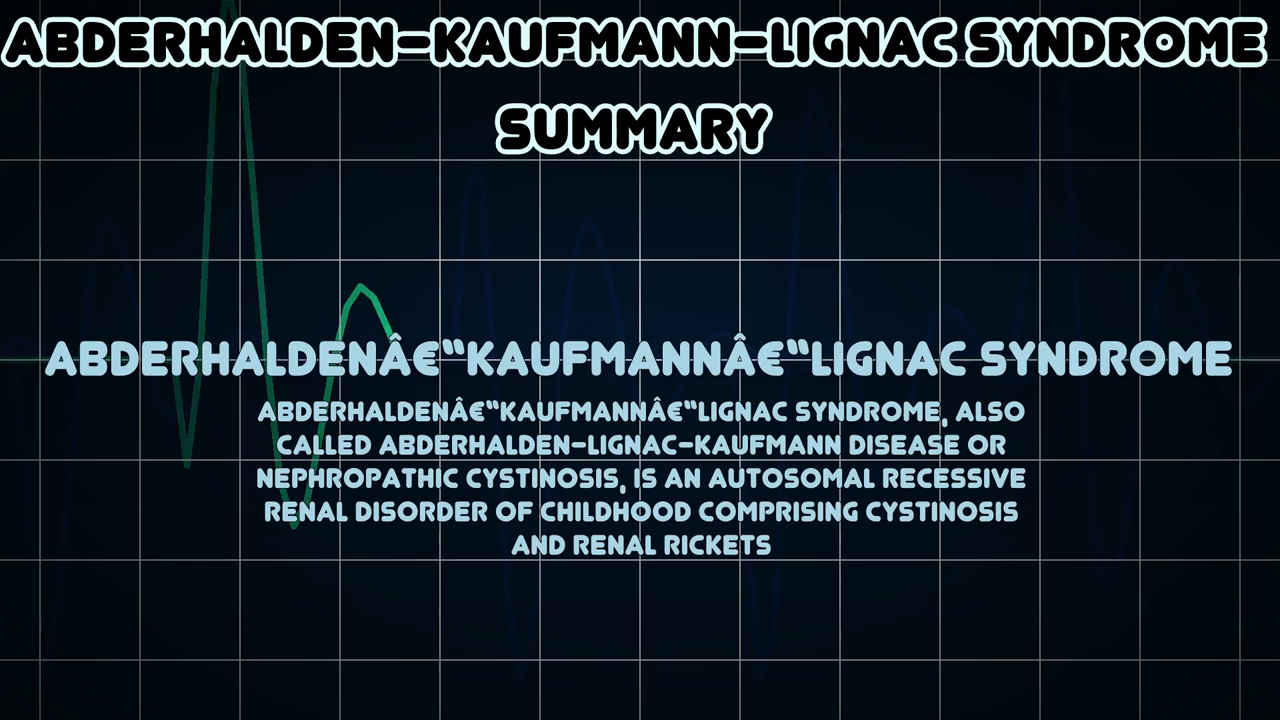 ABDERHALDEN-KAUFMANN-LIGNAC SYNDROME
SUMMARY
ABDERHALDENÂ€“KAUFMANNÂ€“LIGNAC SYNDROME
ABDERHALDENÂ€“KAUFMANNÂ€“LIGNAC SYNDROME, ALSO
CALLED ABDERHALDEN-LIGNAC-KAUFMANN DISEASE OR
NEPHROPATHIC CYSTINOSIS, IS AN AUTOSOMAL RECESSIVE
RENAL DISORDER OF CHILDHOOD COMPRISING CYSTINOSIS
AND RENAL RICKETS